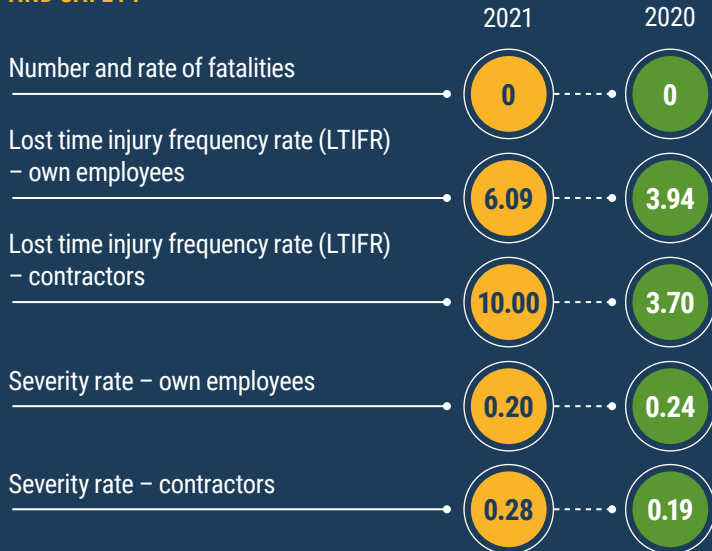 AND SAFETY
2021 2020
Number and rate of fatalities
0 0
Lost time injury frequency rate (LTIFR)
– own employees
6.09 3.94
Lost time injury frequency rate (LTIFR)
– contractors
10.00 3.70
Severity rate – own employees
0.20 0.24
Severity rate – contractors
0.28 0.19